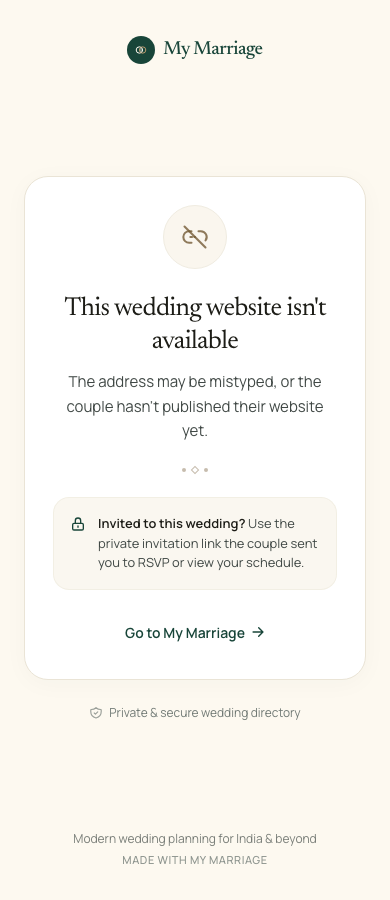 My Marriage
This wedding website isn't
available
The address may be mistyped, or the
couple hasn't published their website
yet.
Invited to this wedding? Use the
private invitation link the couple sent
you to RSVP or view your schedule.
Go to My Marriage →
Private & secure wedding directory
Modern wedding planning for India & beyond
MADE WITH MY MARRIAGE